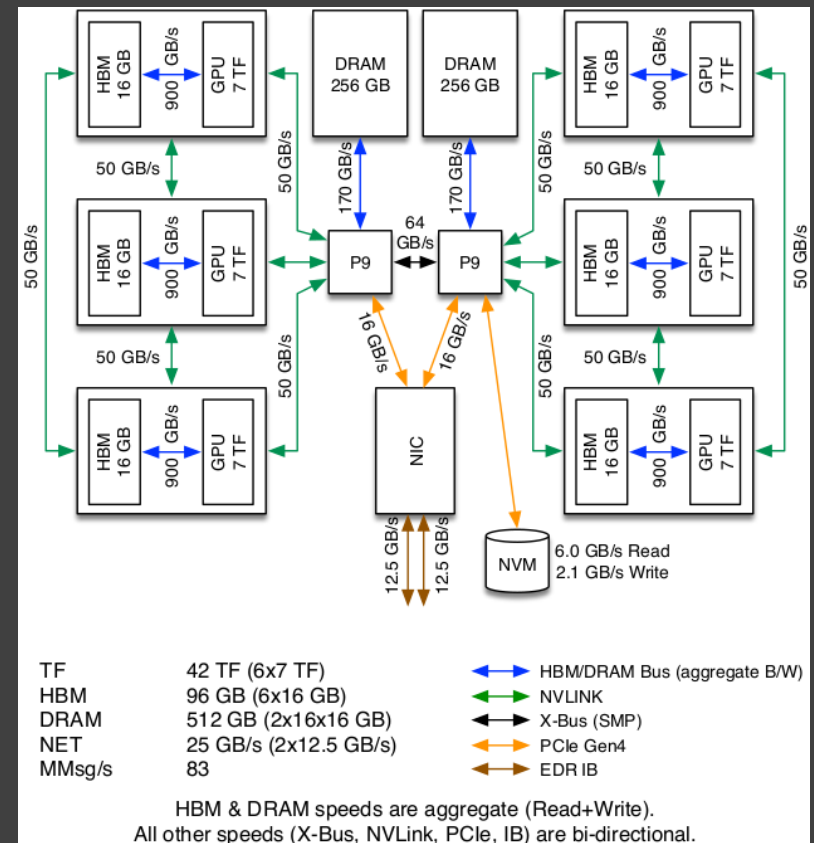 HBM
16 GB
900 GB/s
GPU
7 TF
DRAM
256 GB
DRAM
256 GB
HBM
16 GB
900 GB/s
GPU
7 TF
50 GB/s
50 GB/s
170 GB/s
170 GB/s
50 GB/s
50 GB/s
50 GB/s
HBM
16 GB
900 GB/s
GPU
7 TF
P9
64
GB/s
P9
HBM
16 GB
900 GB/s
GPU
7 TF
50 GB/s
50 GB/s
50 GB/s
16 GB/s
16 GB/s
50 GB/s
50 GB/s
HBM
16 GB
900 GB/s
GPU
7 TF
NIC
HBM
16 GB
900 GB/s
GPU
7 TF
12.5 GB/s
12.5 GB/s
NVM
6.0 GB/s Read
2.1 GB/s Write
TF 42 TF (6x7 TF)
HBM 96 GB (6x16 GB)
DRAM 512 GB (2x16x16 GB)
NET 25 GB/s (2x12.5 GB/s)
MMsg/s 83
HBM/DRAM Bus (aggregate B/W)
NVLINK
X-Bus (SMP)
PCIe Gen4
EDR IB
HBM & DRAM speeds are aggregate (Read+Write).
All other speeds (X-Bus, NVLink, PCIe, IB) are bi-directional.